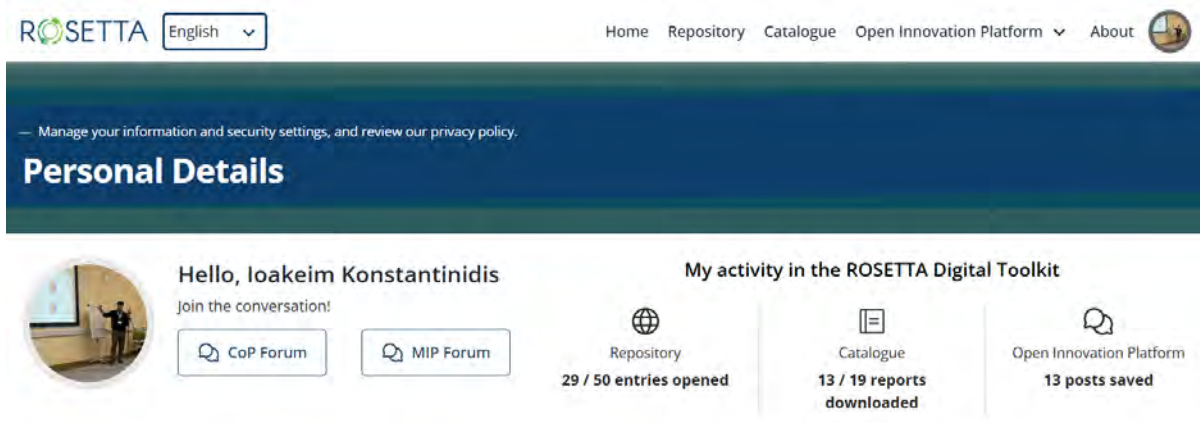 ROSETTA English
Home Repository Catalogue Open Innovation Platform About
— Manage your information and security settings, and review our privacy policy.
Personal Details
Hello, Ioakeim Konstantinidis
Join the conversation!
CoP Forum MIP Forum
My activity in the ROSETTA Digital Toolkit
Repository
29 / 50 entries opened
Catalogue
13 / 19 reports
downloaded
Open Innovation Platform
13 posts saved